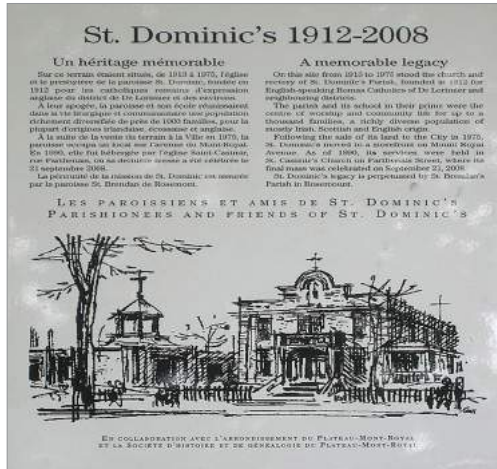 St. Dominic's 1912-2008
Un héritage mémorable
Sur ce terrain étaient situés, de 1913 à 1975, l'église
et le presbytère de la paroisse St. Dominic, fondée en
1912 pour les catholiques romains d'expression
anglaise du district de De Lorimier et des environs.
À leur apogée, la paroisse et son école réunissaient
dans la vie liturgique et communautaire une population
richement diversifiée de près de 1000 familles, pour la
plupart d'origines irlandaise, écossaise et anglaise.
À la suite de la vente du terrain à la Ville en 1975, la
paroisse occupa un local sur l'avenue du Mont-Royal.
En 1990, elle fut hébergée par l'église Saint-Casimir,
rue Parthenais, où sa dernière messe a été célébrée le
21 septembre 2008.
La pérennité de la mission de St. Dominic est assurée
par la paroisse St. Brendan de Rosemont.
A memorable legacy
On this site from 1913 to 1975 stood the church and
rectory of St. Dominic's Parish, founded in 1912 for
English-speaking Roman Catholics of De Lorimier and
neighbouring districts.
The parish and its school in their prime were the
centre of worship and community life for up to a
thousand families, a richly diverse population of
mostly Irish, Scottish and English origin.
Following the sale of its land to the City in 1975,
St. Dominic's moved to a storefront on Mount Royal
Avenue. As of 1990, its services were held in
St. Casimir's Church on Parthenais Street, where its
final mass was celebrated on September 21, 2008.
St. Dominic's legacy is perpetuated by St. Brendan's
Parish in Rosemount.
Les paroissiens et amis de St. Dominic's
Parishioners and friends of St. Dominic's
En collaboration avec l'arrondissement du Plateau-Mont-Royal
et la Société d'histoire et de généalogie du Plateau-Mont-Royal